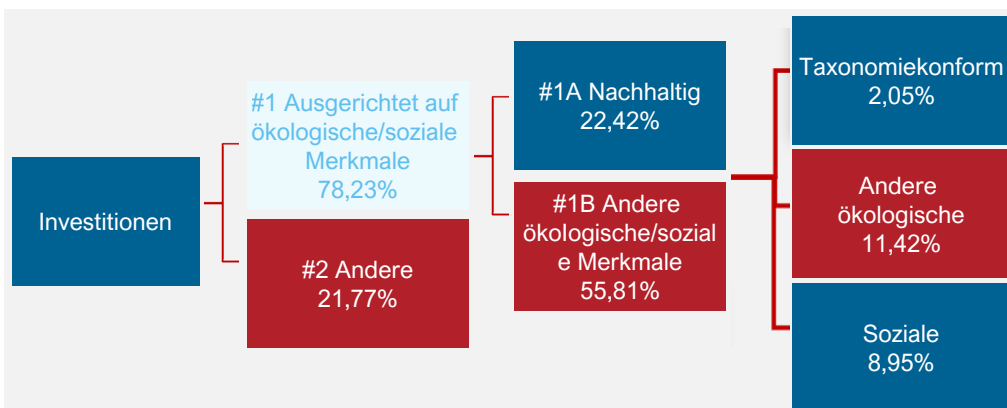 Investitionen
#1 Ausgerichtet auf
ökologische/soziale
Merkmale
78,23%
#2 Andere
21,77%
#1A Nachhaltig
22,42%
#1B Andere
ökologische/sozial
e Merkmale
55,81%
Taxonomiekonform
2,05%
Andere
ökologische
11,42%
Soziale
8,95%